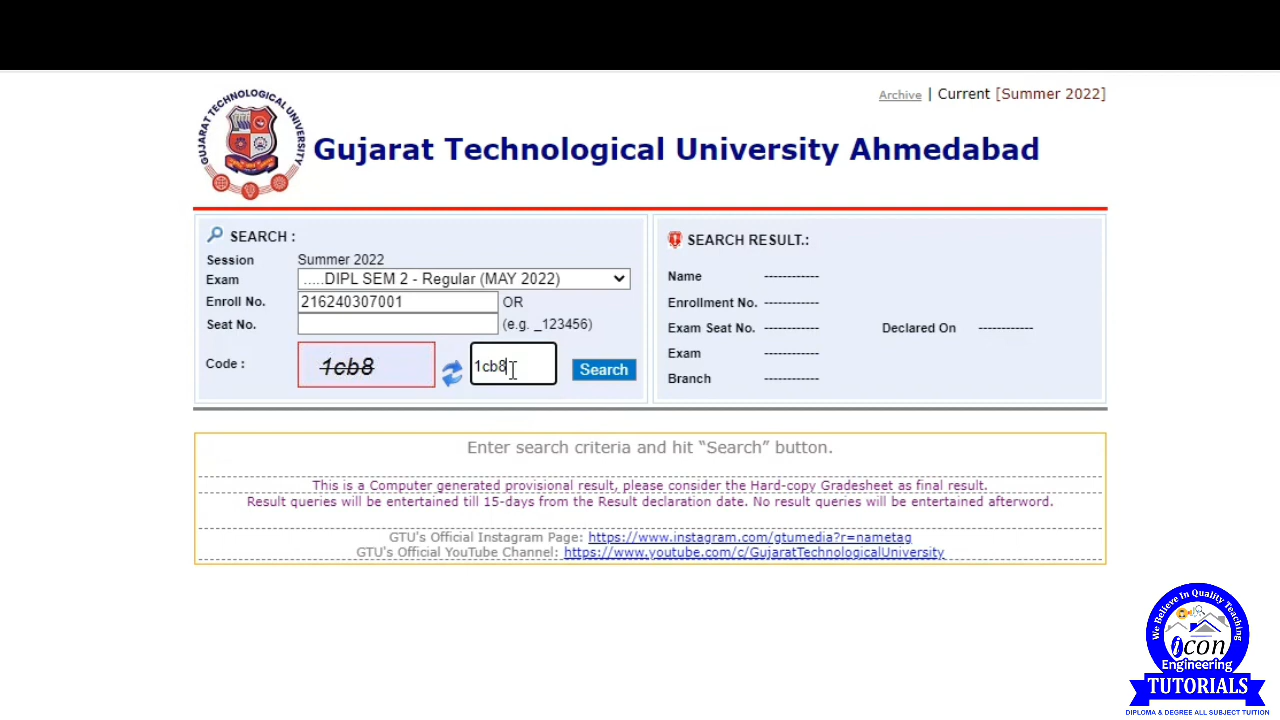 Archive | Current [Summer 2022]
GUJARAT TECHNOLOGICAL UNIVERSITY
Gujarat Technological University Ahmedabad
SEARCH :
Session Summer 2022
Exam .....DIPL SEM 2 - Regular (MAY 2022)
Enroll No. 216240307001 OR
Seat No. (e.g. _123456)
Code : 1cb8 1cb8 Search
SEARCH RESULT.:
Name ------------
Enrollment No. ------------
Exam Seat No. ------------ Declared On ------------
Exam ------------
Branch ------------
Enter search criteria and hit “Search” button.
This is a Computer generated provisional result, please consider the Hard-copy Gradesheet as final result.
Result queries will be entertained till 15-days from the Result declaration date. No result queries will be entertained afterword.
GTU's Official Instagram Page: https://www.instagram.com/gtumedia?r=nametag
GTU's Official YouTube Channel: https://www.youtube.com/c/GujaratTechnologicalUniversity
We Believe In Quality Teaching
icon
Engineering
TUTORIALS
DIPLOMA & DEGREE ALL SUBJECT TUITION